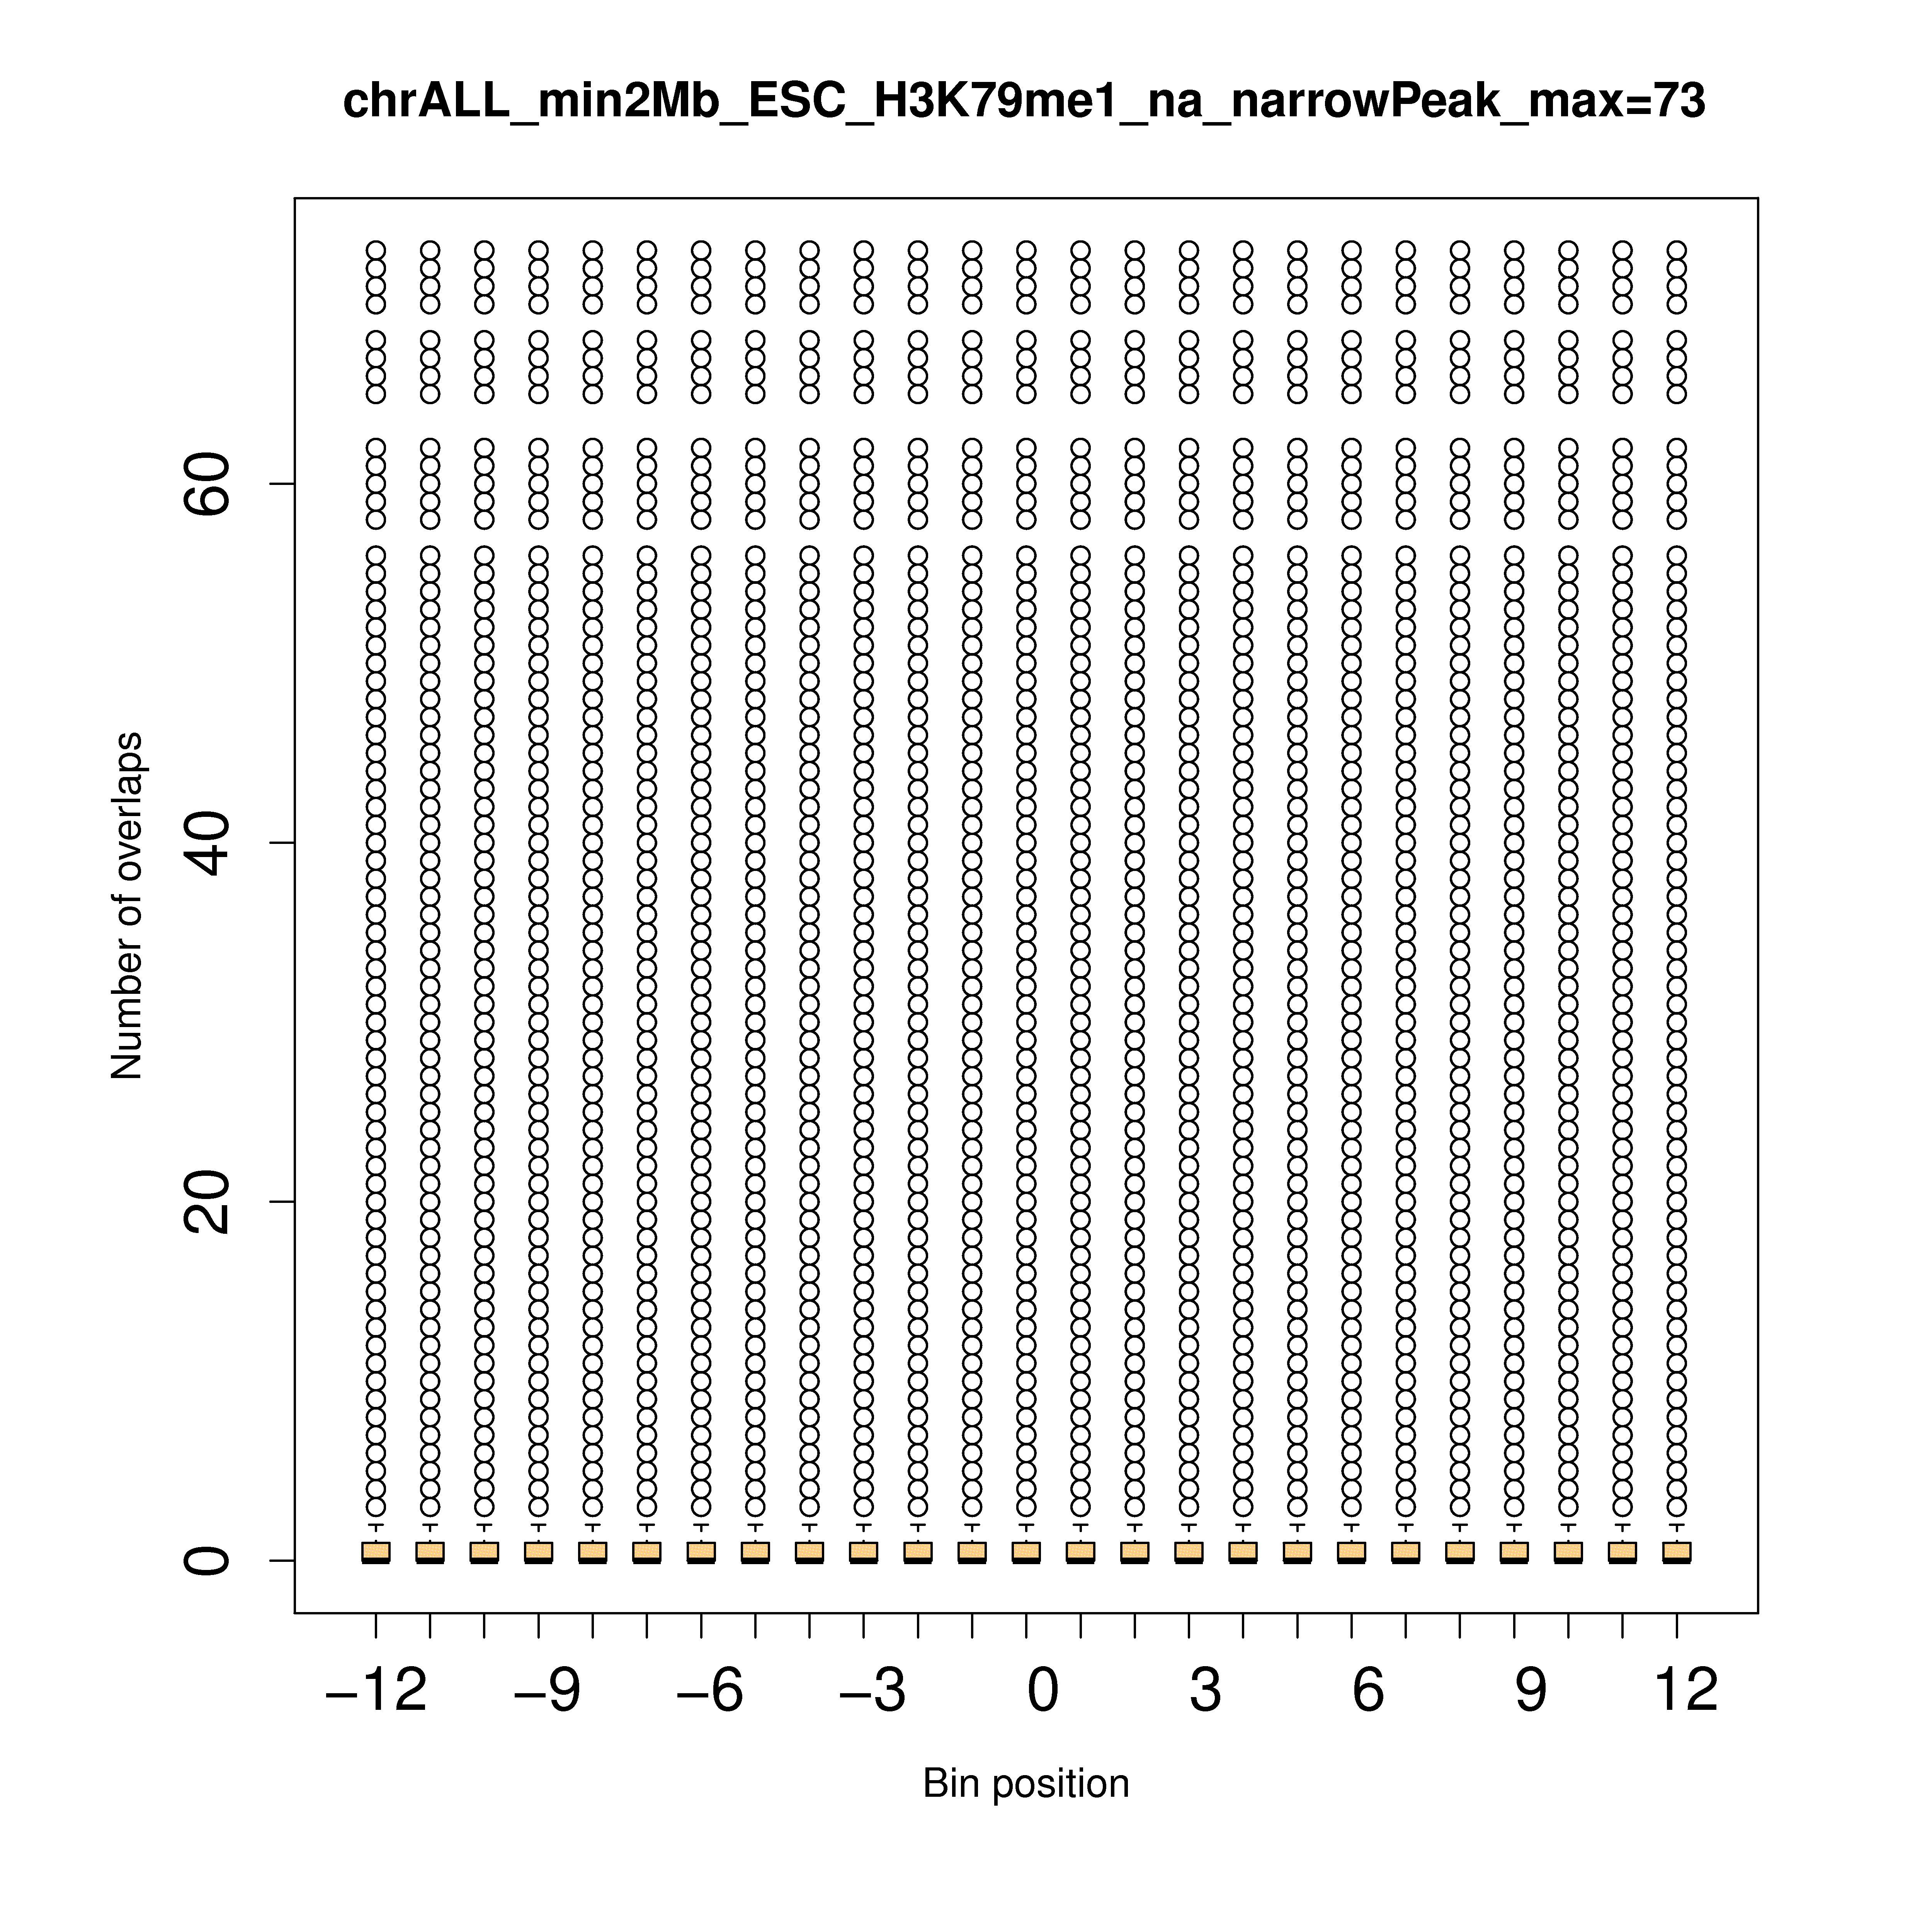 chrALL_min2Mb_ESC_H3K79me1_na_narrowPeak_max=73
Number of overlaps
60
40
20
0
−12 −9 −6 −3 0 3 6 9 12
Bin position